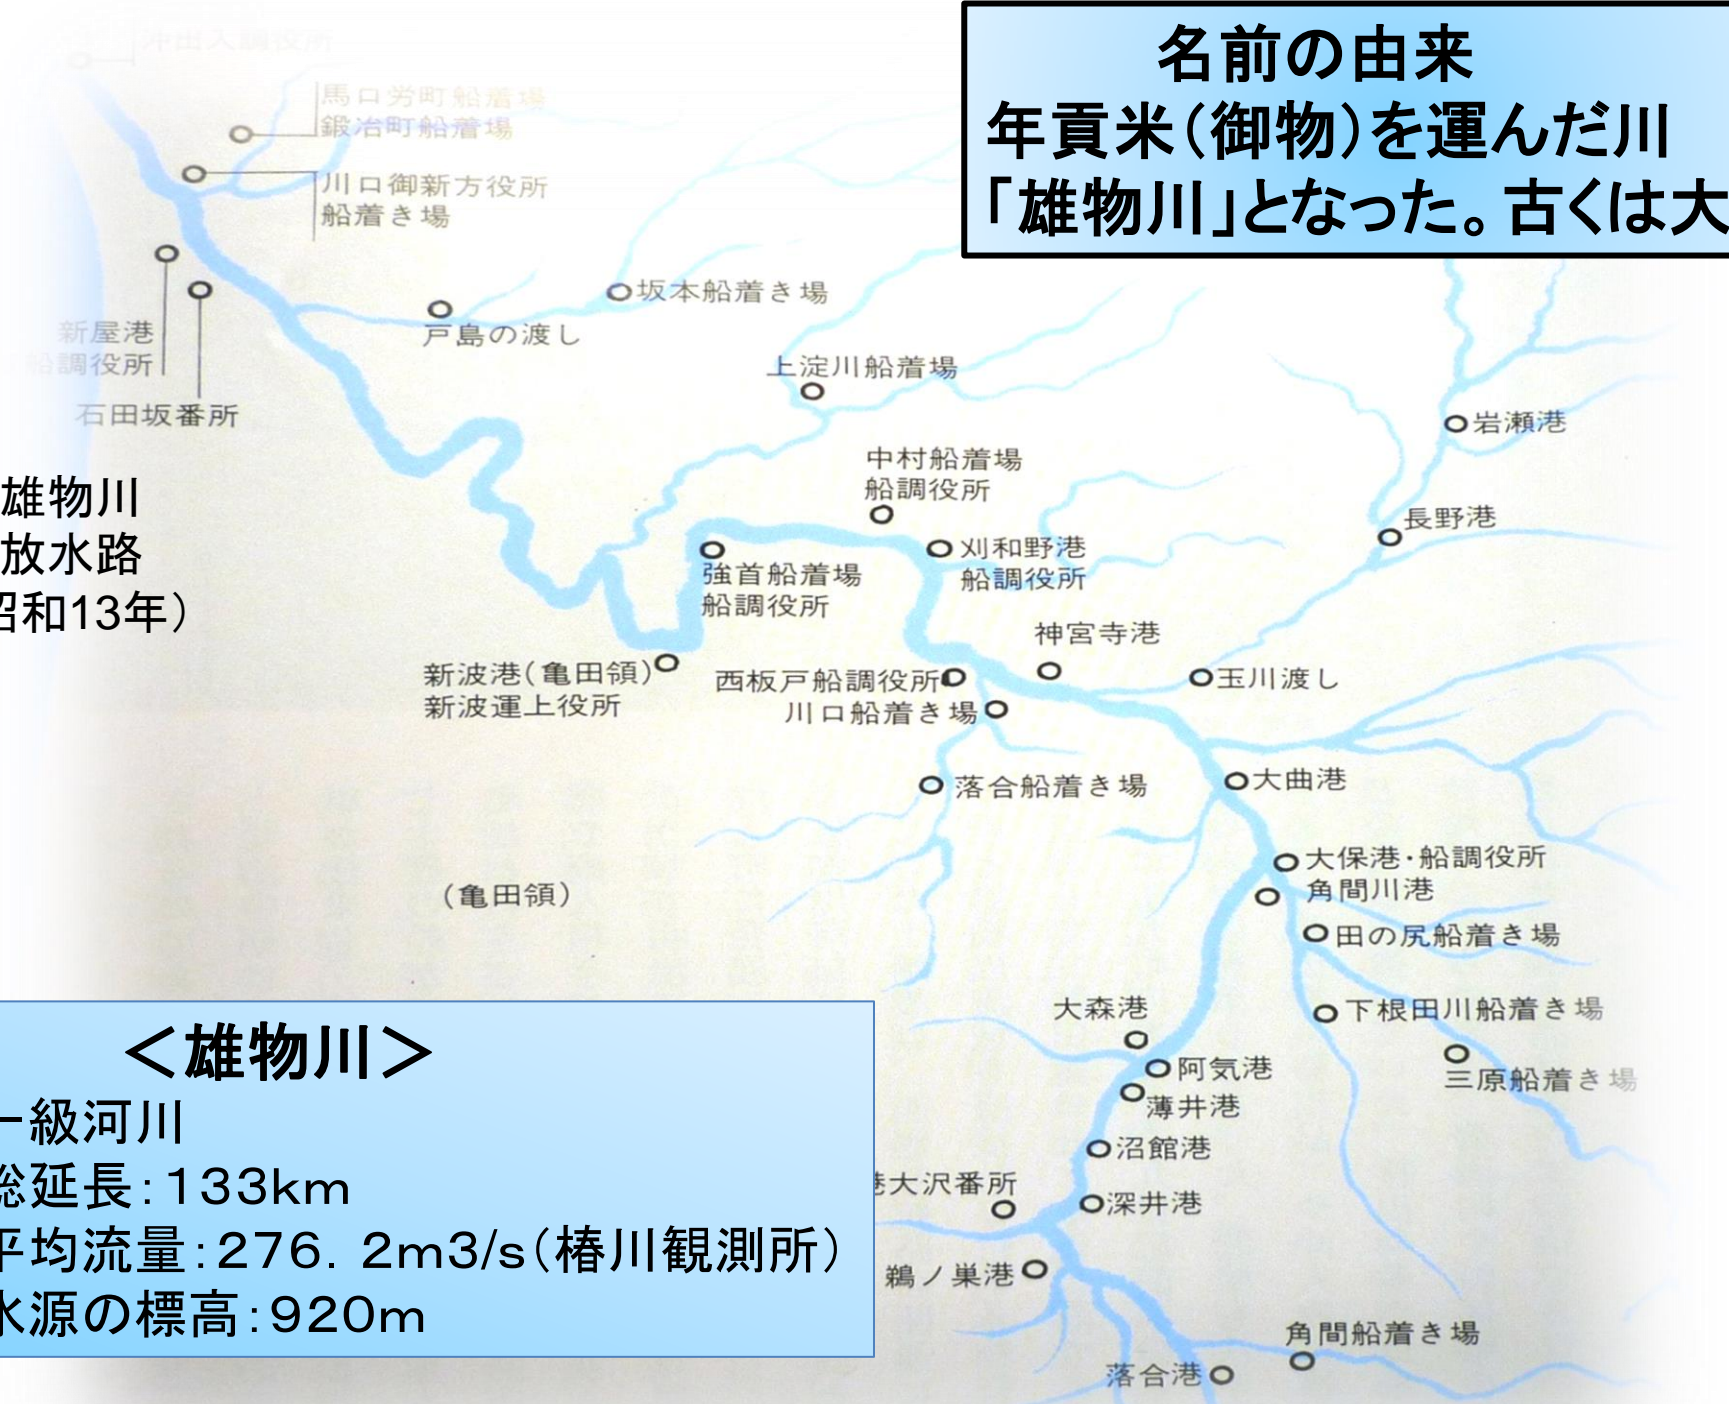 名前の由来
年貢米(御物)を運んだ川
「雄物川」となった。古くは大
沖田入調役所
馬口労町船着場
鍛冶町船着場
川口御新方役所
船着き場
新屋港
船調役所
石田坂番所
戸島の渡し
坂本船着き場
上淀川船着場
岩瀬港
中村船着場
船調役所
長野港
雄物川
放水路
昭和13年)
強首船着場
船調役所
刈和野港
船調役所
神宮寺港
新波港(亀田領)
新波運上役所
西板戸船調役所
川口船着き場
玉川渡し
落合船着き場
大曲港
(亀田領)
大保港・船調役所
角間川港
田の尻船着き場
大森港
下根田川船着き場
阿気港
三原船着き場
薄井港
沼館港
港大沢番所
深井港
鵜ノ巣港
角間船着き場
落合港
<雄物川>
一級河川
総延長:133km
平均流量:276.2m3/s(椿川観測所)
水源の標高:920m